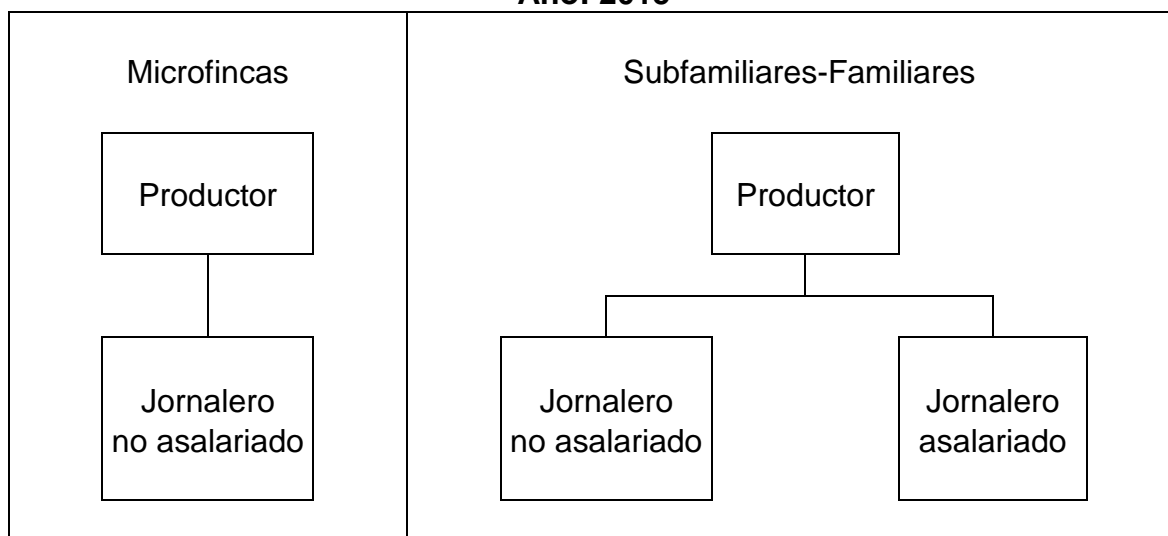 Microfincas
Productor
Jornalero
no asalariado
Subfamiliares-Familiares
Productor
Jornalero
no asalariado
Jornalero
asalariado